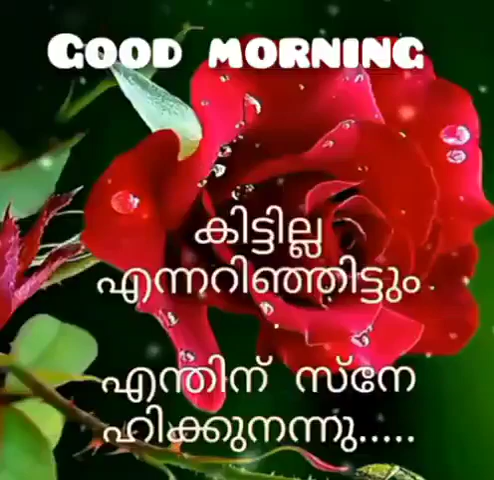 GOOD MORNING
കിട്ടില്ല
എന്നറിഞ്ഞിട്ടും
എന്തിന് സ്നേ
ഹിക്കുനന്നു.....